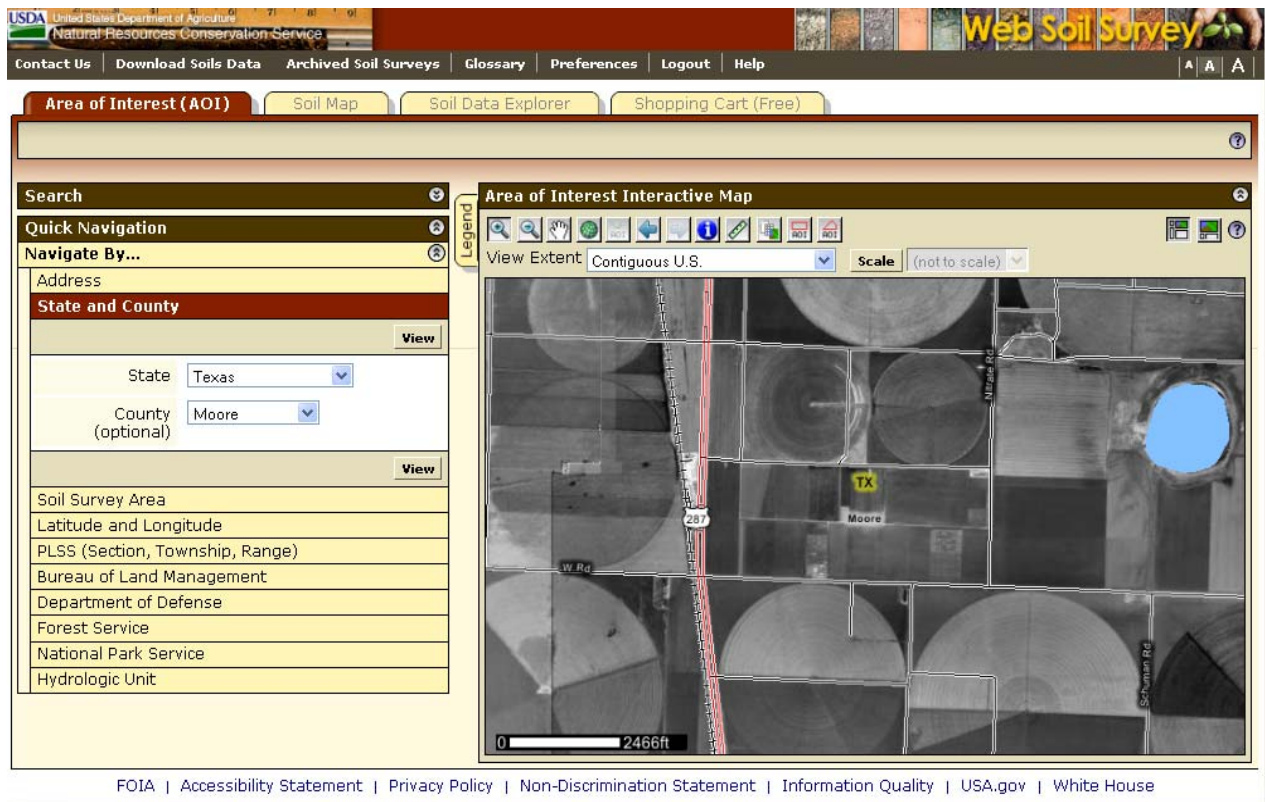 USDA United States Department of Agriculture
Natural Resources Conservation Service
Web Soil Survey
Contact Us | Download Soils Data Archived Soil Surveys | Glossary | Preferences | Logout | Help | A | A | A
Area of Interest (AOI) Soil Map Soil Data Explorer Shopping Cart (Free)
Search
Quick Navigation
Navigate By...
Address
State and County
View
State Texas
County (optional) Moore
View
Soil Survey Area
Latitude and Longitude
PLSS (Section, Township, Range)
Bureau of Land Management
Department of Defense
Forest Service
National Park Service
Hydrologic Unit
Legend
Area of Interest Interactive Map
AOI AOI
View Extent Contiguous U.S. Scale (not to scale)
Nitrate Rd
TX
Moore
287
W Rd
Schuman Rd
0 2466ft
FOIA | Accessibility Statement | Privacy Policy | Non-Discrimination Statement | Information Quality | USA.gov | White House